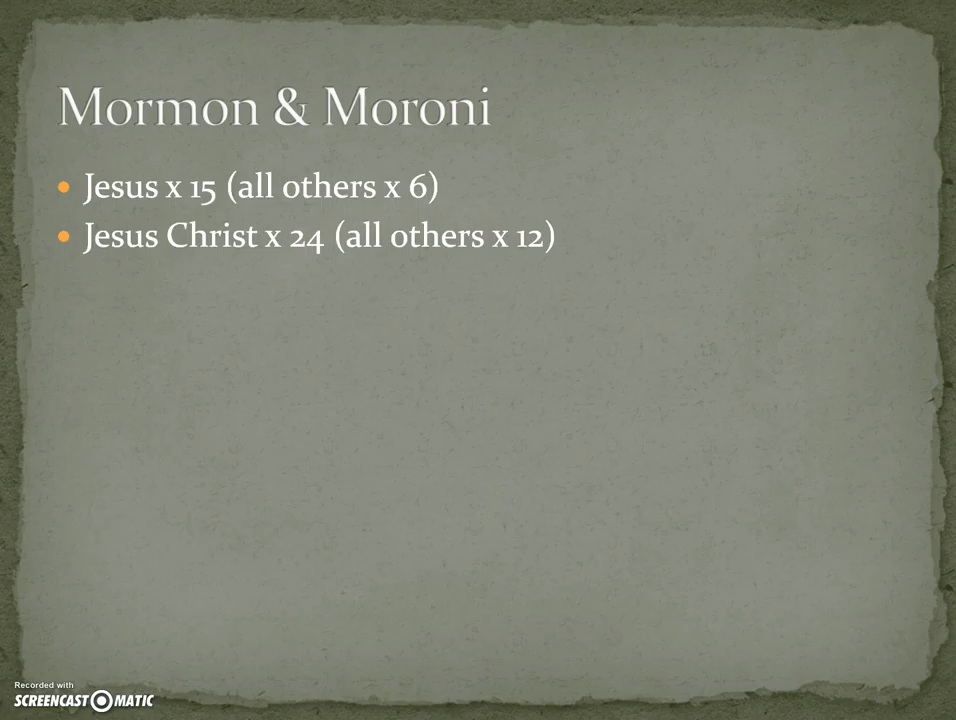 Mormon & Moroni
Jesus x 15 (all others x 6)
Jesus Christ x 24 (all others x 12)
Recorded with
SCREENCAST MATIC